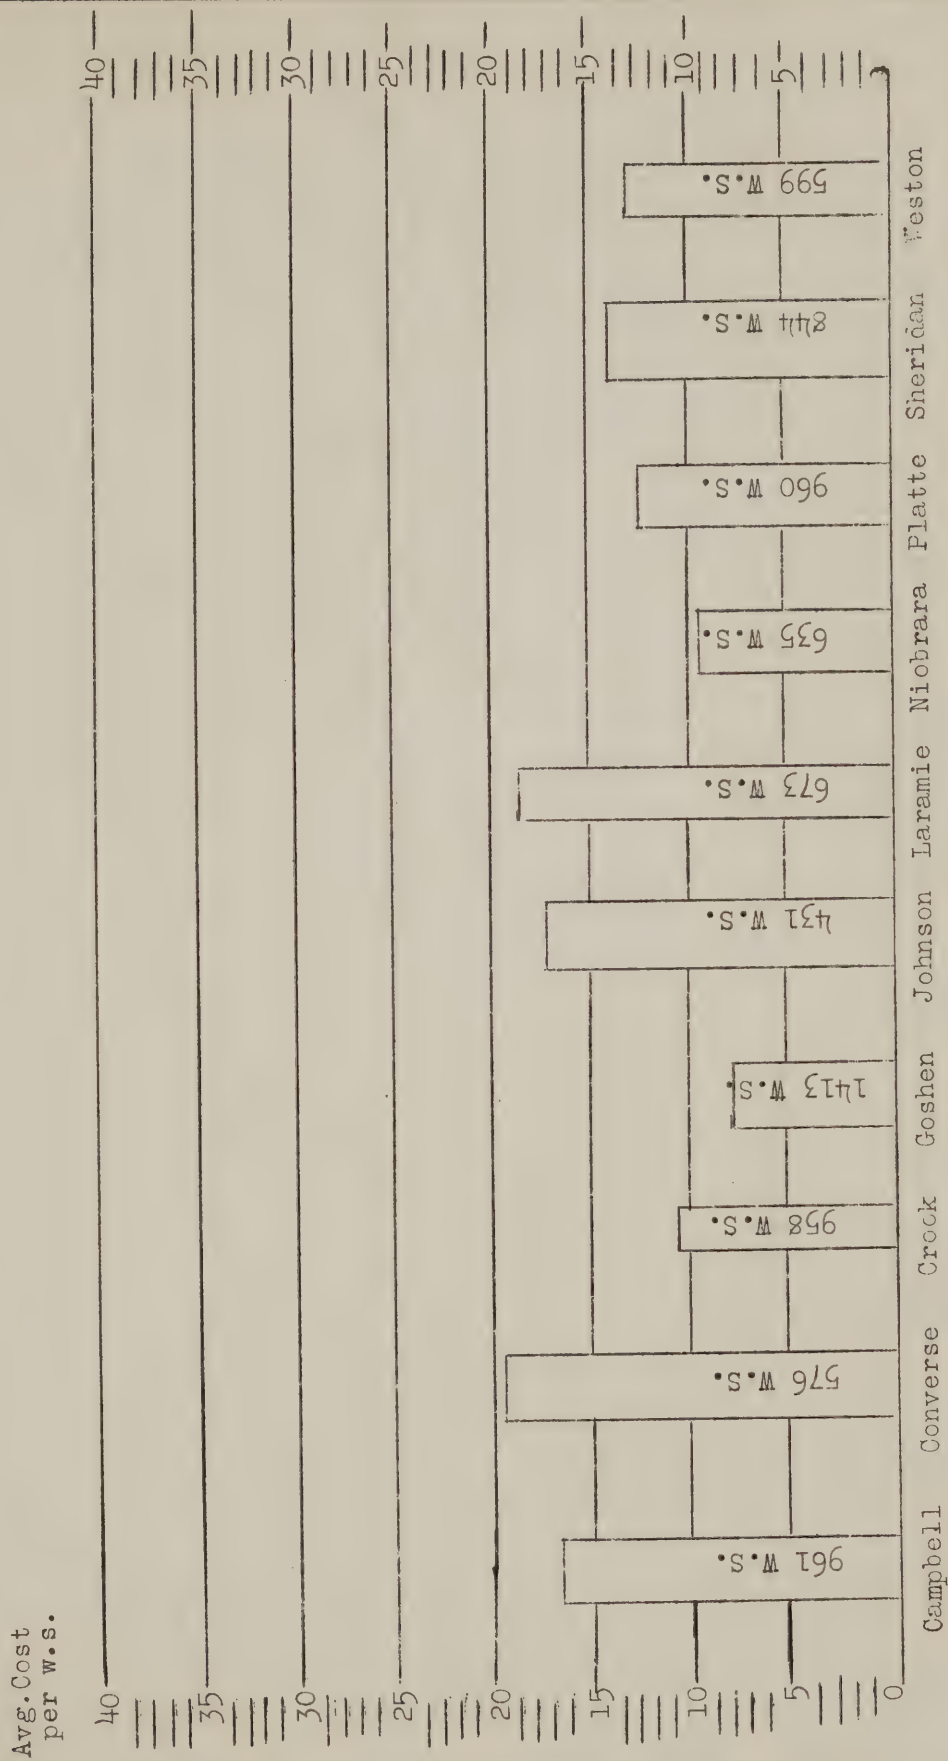 Avg.Cost
per w.s.
40
35
30
25
20
15
10
5
0
40
35
30
25
20
15
10
5
961 W.S.
576 W.S.
958 W.S.
1413 W.S.
431 W.S.
673 W.S.
635 W.S.
960 W.S.
844 W.S.
599 W.S.
Campbell Converse Crock Goshen Johnson Laramie Niobrara Platte Sheridan Weston